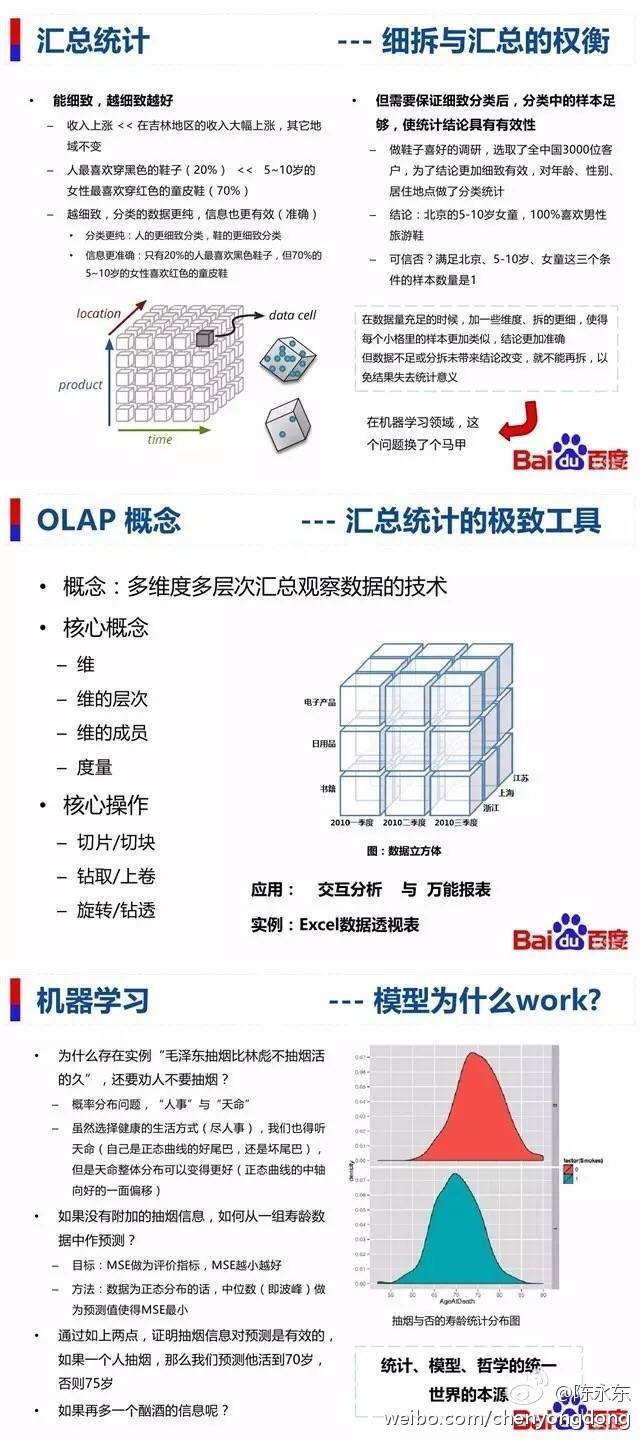 汇总统计 --- 细拆与汇总的权衡
• 能细致，越细致越好
– 收入上涨 << 在吉林地区的收入大幅上涨，其它地
域不变
– 人最喜欢穿黑色的鞋子（20%） << 5~10岁的
女性最喜欢穿红色的童皮鞋（70%）
– 越细致，分类的数据更纯，信息也更有效（准确）
• 分类更纯：人的更细致分类，鞋的更细致分类
• 信息更准确：只有20%的人最喜欢黑色鞋子，但70%的
5~10岁的女性喜欢红色的童皮鞋
location
data cell
product
time
• 但需要保证细致分类后，分类中的样本足
够，使统计结论具有有效性
– 做鞋子喜好的调研，选取了全中国3000位客
户，为了结论更加细致有效，对年龄、性别、
居住地点做了分类统计
– 结论：北京的5-10岁女童，100%喜欢男性
旅游鞋
– 可信否？满足北京、5-10岁、女童这三个条
件的样本数量是1
在数据量充足的时候，加一些维度、拆的更细，使得
每个小格里的样本更加类似，结论更加准确
但数据不足或分拆未带来结论改变，就不能再拆，以
免结果失去统计意义
在机器学习领域，这
个问题换了个马甲
Bai du 百度
OLAP 概念 --- 汇总统计的极致工具
• 概念：多维度多层次汇总观察数据的技术
• 核心概念
– 维
– 维的层次
– 维的成员
– 度量
• 核心操作
– 切片/切块
– 钻取/上卷
– 旋转/钻透
电子产品
日用品
书籍
江苏
上海
浙江
2010一季度 2010二季度 2010三季度
图：数据立方体
应用： 交互分析 与 万能报表
实例：Excel数据透视表
Bai du 百度
机器学习 --- 模型为什么work?
• 为什么存在实例“毛泽东抽烟比林彪不抽烟活
的久”，还要劝人不要抽烟？
– 概率分布问题，“人事”与“天命”
– 虽然选择健康的生活方式（尽人事），我们也得听
天命（自己是正态曲线的好尾巴，还是坏尾巴），
但是天命整体分布可以变得更好（正态曲线的中轴
向好的一面偏移）
• 如果没有附加的抽烟信息，如何从一组寿龄数
据中作预测？
– 目标：MSE做为评价指标，MSE越小越好
– 方法：数据为正态分布的话，中位数（即波峰）做
为预测值使得MSE最小
• 通过如上两点，证明抽烟信息对预测是有效的，
如果一个人抽烟，那么我们预测他活到70岁，
否则75岁
• 如果再多一个酗酒的信息呢？
density
factor(Smokes)
0
1
55 60 65 70 75 80 85 90
AgeAtDeath
抽烟与否的寿龄统计分布图
统计、模型、哲学的统一
世界的本源
@陈永东
Bai du 百度
weibo.com/chenyongdong